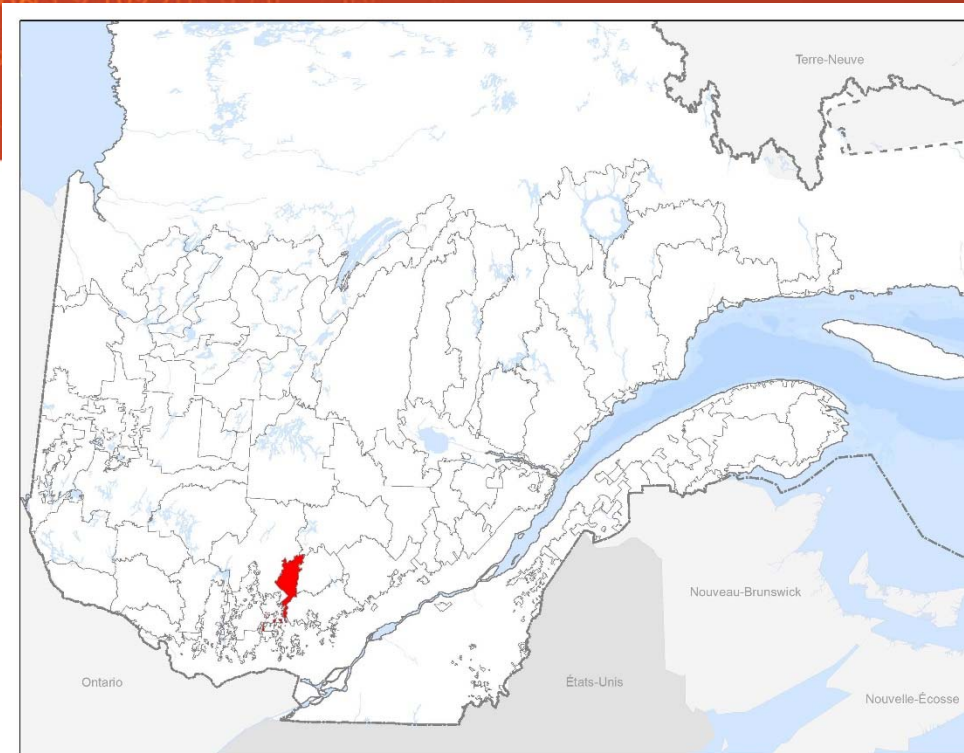 Terre-Neuve
Nouveau-Brunswick
Ontario
États-Unis
Nouvelle-Écosse